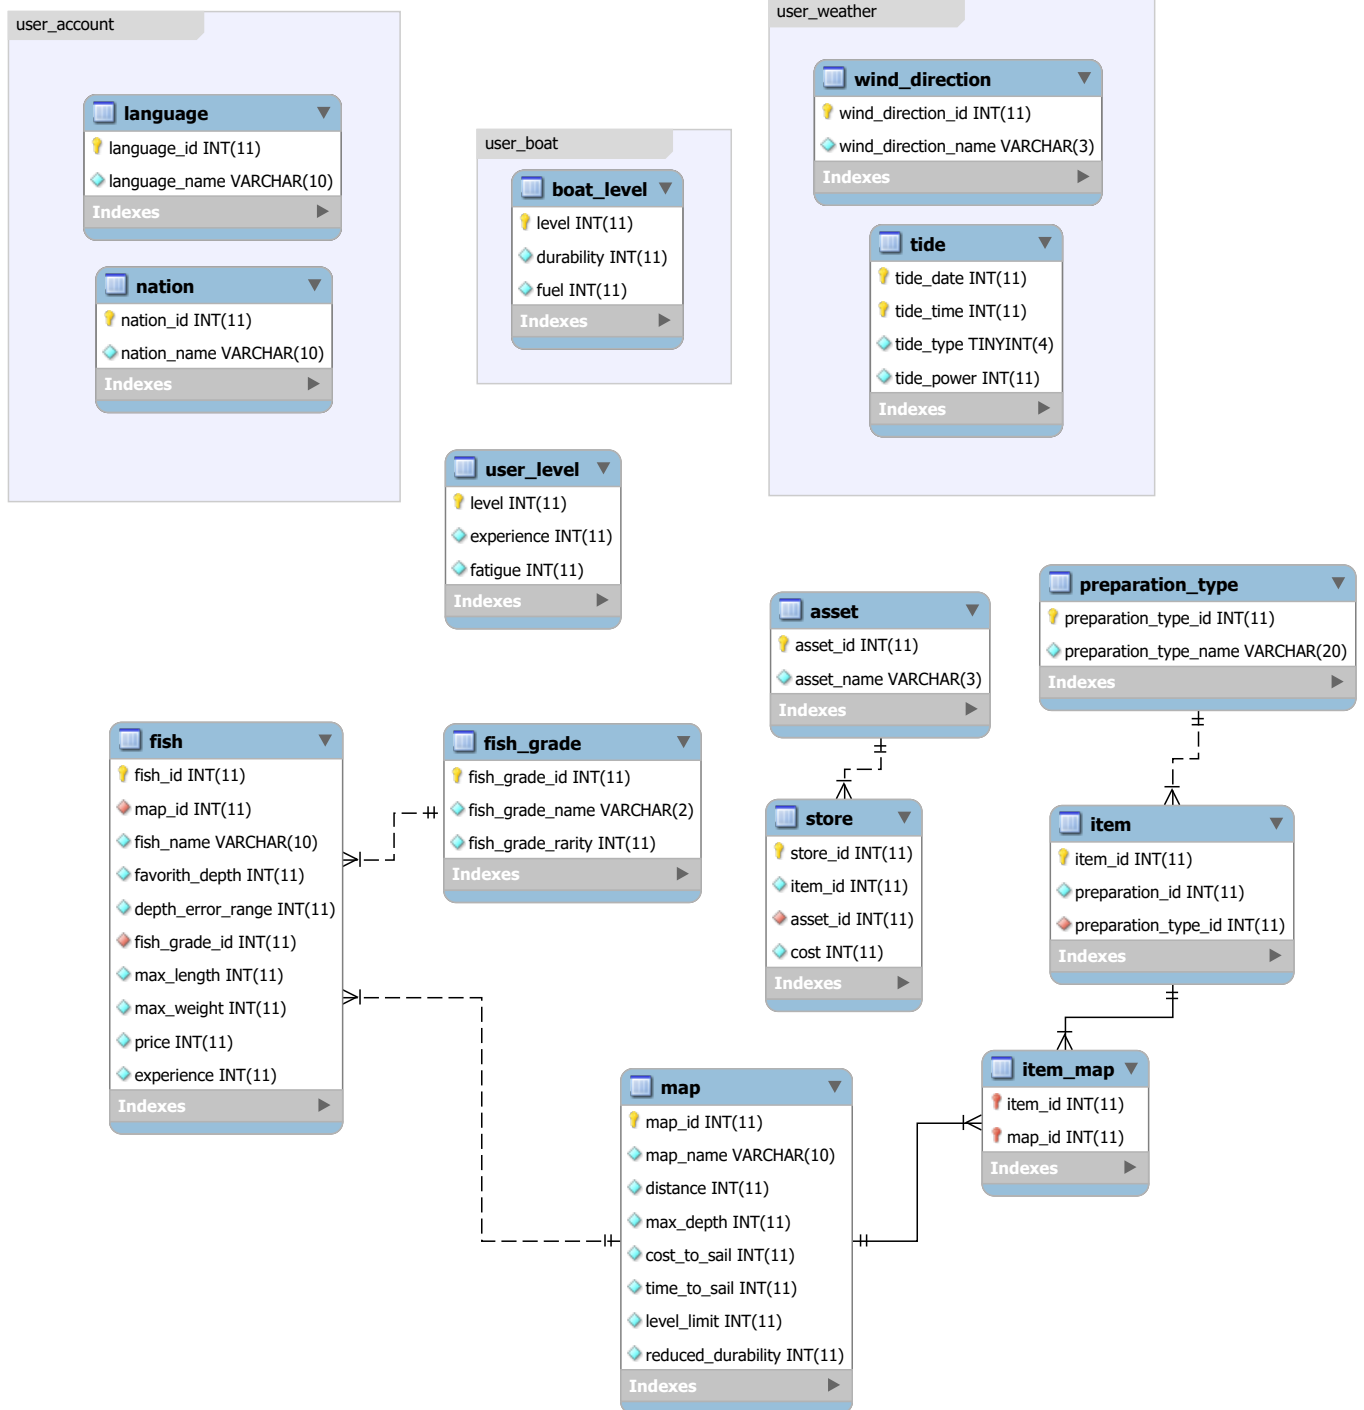 user_account
language
language_id INT(11)
language_name VARCHAR(10)
Indexes
nation
nation_id INT(11)
nation_name VARCHAR(10)
Indexes
user_boat
boat_level
level INT(11)
durability INT(11)
fuel INT(11)
Indexes
user_weather
wind_direction
wind_direction_id INT(11)
wind_direction_name VARCHAR(3)
Indexes
tide
tide_date INT(11)
tide_time INT(11)
tide_type TINYINT(4)
tide_power INT(11)
Indexes
user_level
level INT(11)
experience INT(11)
fatigue INT(11)
Indexes
asset
asset_id INT(11)
asset_name VARCHAR(3)
Indexes
preparation_type
preparation_type_id INT(11)
preparation_type_name VARCHAR(20)
Indexes
fish
fish_id INT(11)
map_id INT(11)
fish_name VARCHAR(10)
favorith_depth INT(11)
depth_error_range INT(11)
fish_grade_id INT(11)
max_length INT(11)
max_weight INT(11)
price INT(11)
experience INT(11)
Indexes
fish_grade
fish_grade_id INT(11)
fish_grade_name VARCHAR(2)
fish_grade_rarity INT(11)
Indexes
store
store_id INT(11)
item_id INT(11)
asset_id INT(11)
cost INT(11)
Indexes
item
item_id INT(11)
preparation_id INT(11)
preparation_type_id INT(11)
Indexes
map
map_id INT(11)
map_name VARCHAR(10)
distance INT(11)
max_depth INT(11)
cost_to_sail INT(11)
time_to_sail INT(11)
level_limit INT(11)
reduced_durability INT(11)
Indexes
item_map
item_id INT(11)
map_id INT(11)
Indexes